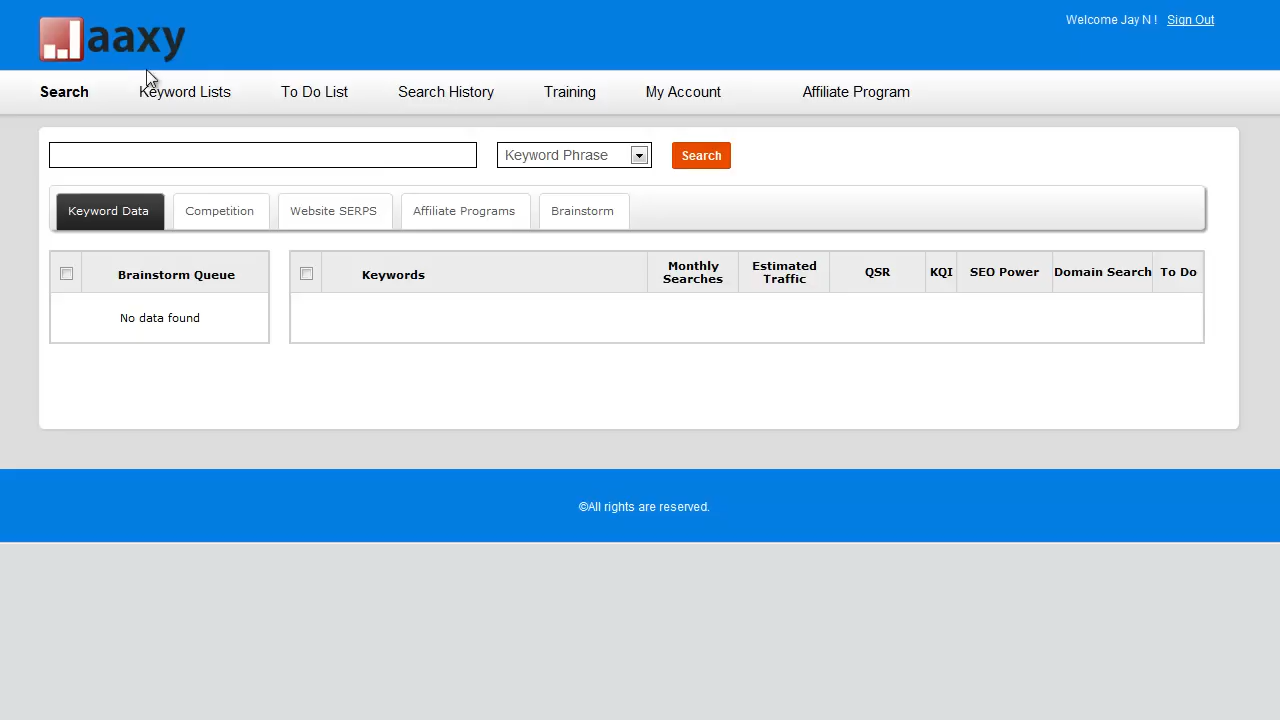 Jaaxy
Welcome Jay N ! Sign Out
Search Keyword Lists To Do List Search History Training My Account Affiliate Program
Keyword Phrase Search
Keyword Data Competition Website SERPS Affiliate Programs Brainstorm
Brainstorm Queue
No data found
Keywords Monthly Searches Estimated Traffic QSR KQI SEO Power Domain Search To Do
©All rights are reserved.